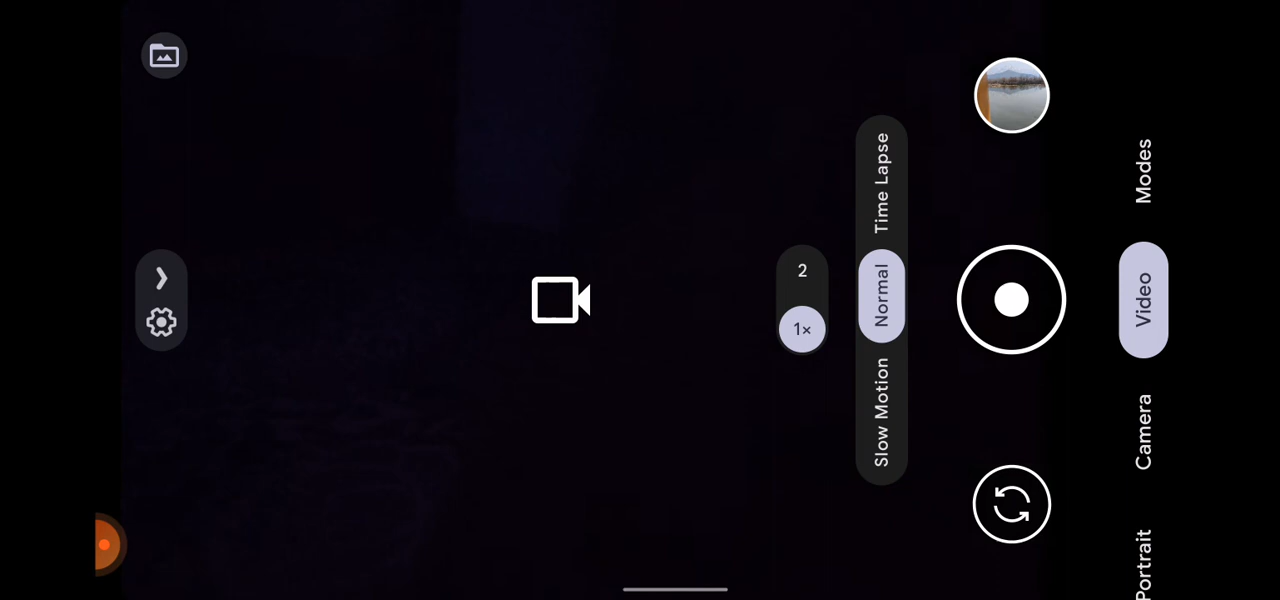 2
1×
Slow Motion
Normal
Time Lapse
Portrait
Camera
Video
Modes